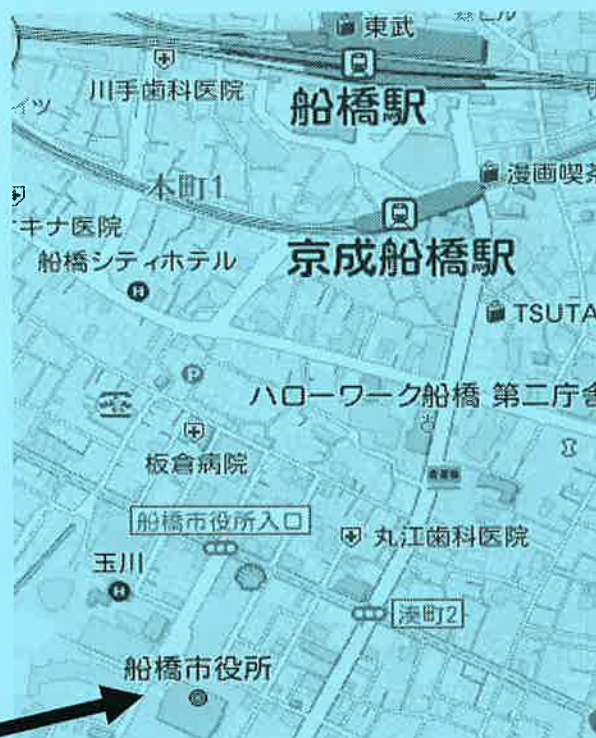 東武
川手歯科医院
船橋駅
イツ
本町1
漫画喫茶
キナ医院
船橋シティホテル
京成船橋駅
H
TSUTA
P
ハローワーク船橋 第二庁舎
板倉病院
船橋市役所入口
丸江歯科医院
玉川
H
湊町2
船橋市役所